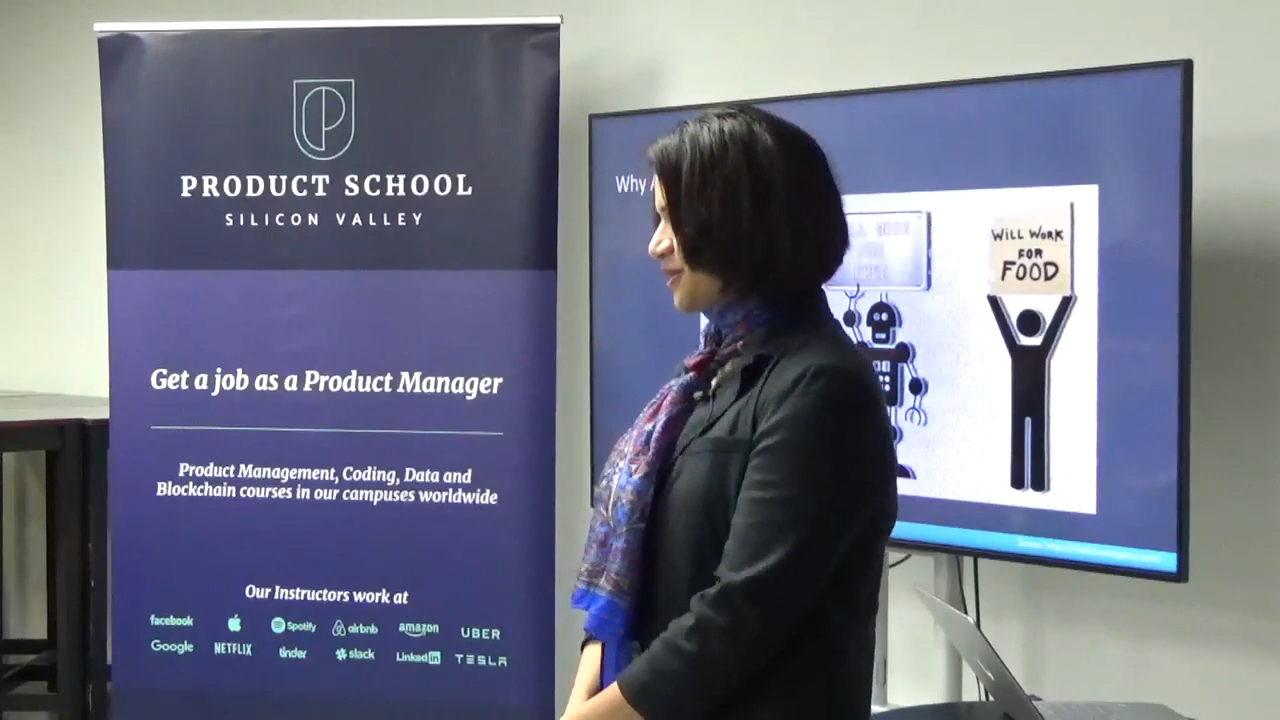 PRODUCT SCHOOL
SILICON VALLEY
Get a job as a Product Manager
Product Management, Coding, Data and
Blockchain courses in our campuses worldwide
Our Instructors work at
facebook Spotify airbnb amazon UBER
Google NETFLIX tinder slack LinkedIn TESLA
Why
WILL WORK
FOR
FOOD